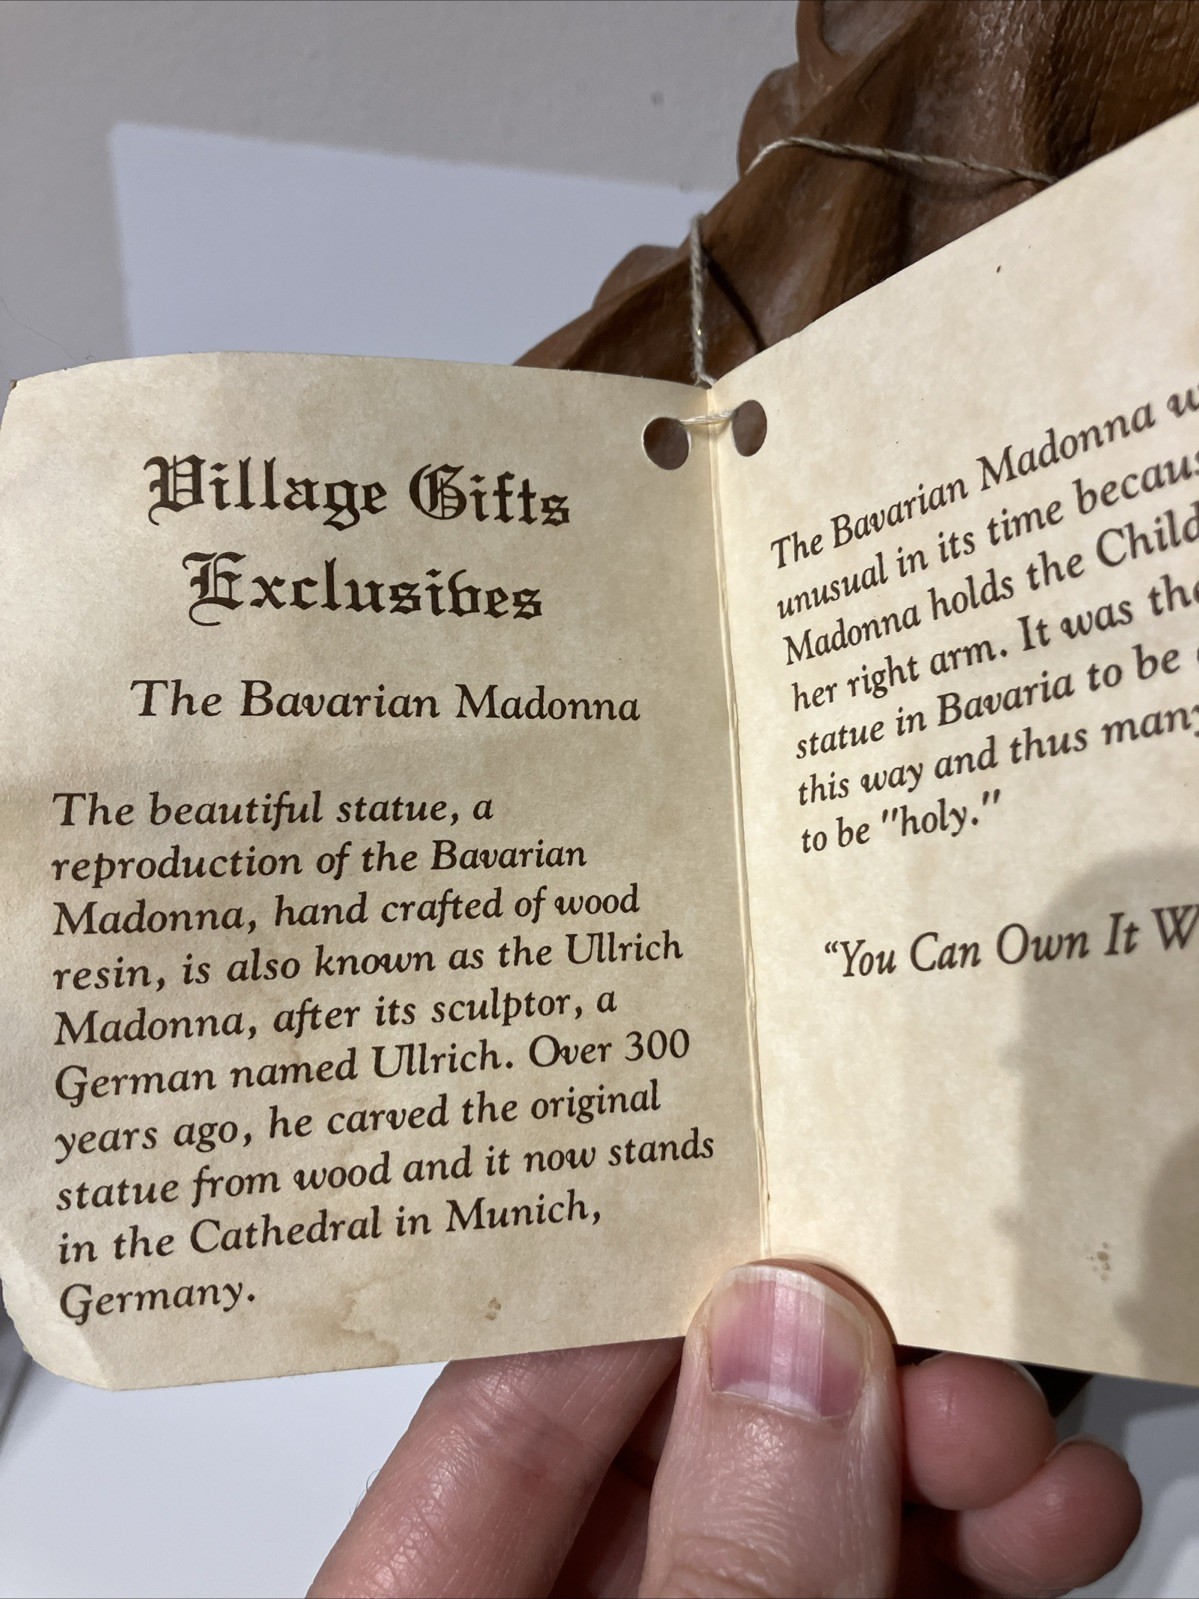 Village Gifts
Exclusives
The Bavarian Madonna
The beautiful statue, a
reproduction of the Bavarian
Madonna, hand crafted of wood
resin, is also known as the Ullrich
Madonna, after its sculptor, a
German named Ullrich. Over 300
years ago, he carved the original
statue from wood and it now stands
in the Cathedral in Munich,
Germany.
The Bavarian Madonna
unusual in its time
Madonna holds the Child
her right arm. It was
statue in Bavaria to be
this way and thus many
to be "holy."
“You Can Own It